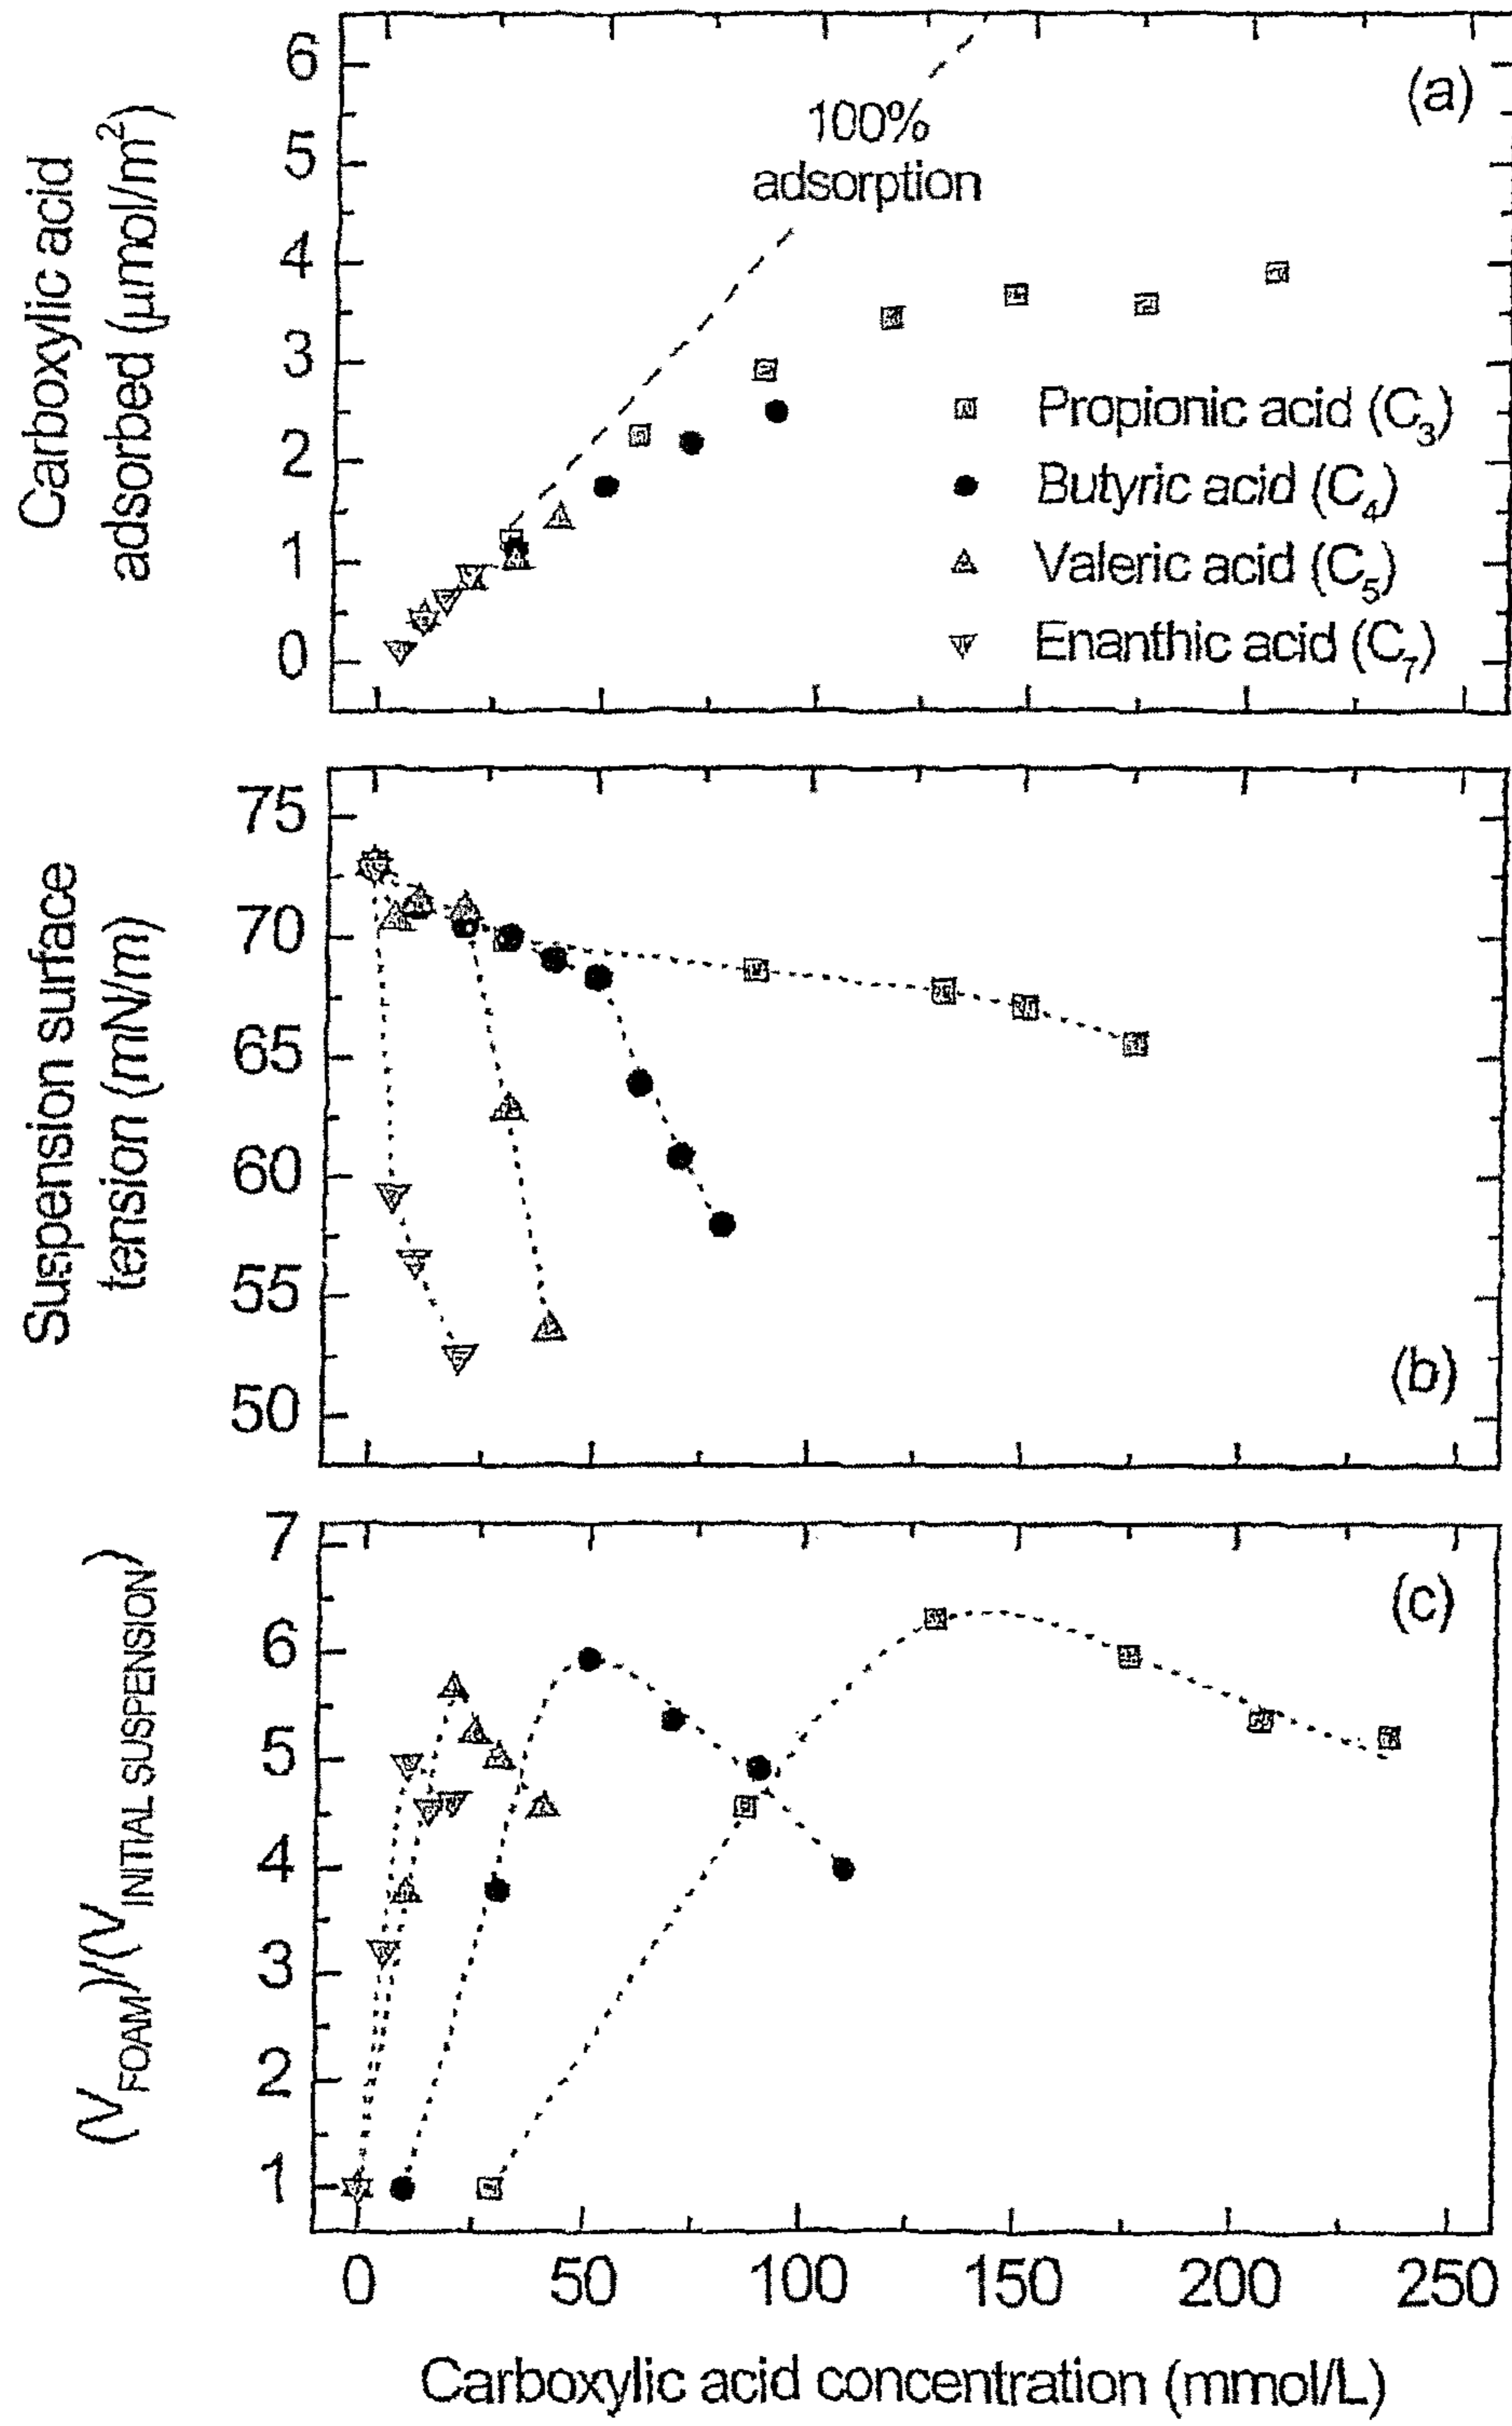 6
5
4
3
2
1
0
Carboxylic acid
adsorbed (μmol/m²)
(a)
100%
adsorption
Propionic acid (C₃)
Butyric acid (C₄)
Valeric acid (C₅)
Enanthic acid (C₇)
75
70
65
60
55
50
Suspension surface
tension (mN/m)
(b)
7
6
5
4
3
2
1
(V_FOAM)/(V_INITIAL SUSPENSION)
(c)
0 50 100 150 200 250
Carboxylic acid concentration (mmol/L)